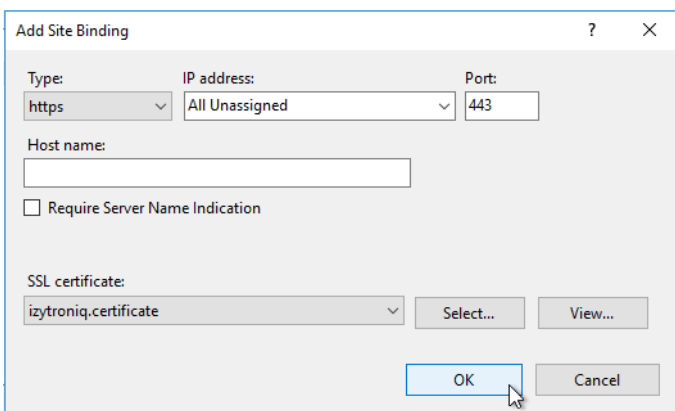 Add Site Binding ?
Type: IP address: Port:
https All Unassigned 443
Host name:
Require Server Name Indication
SSL certificate:
izytroniq.certificate Select... View...
OK Cancel